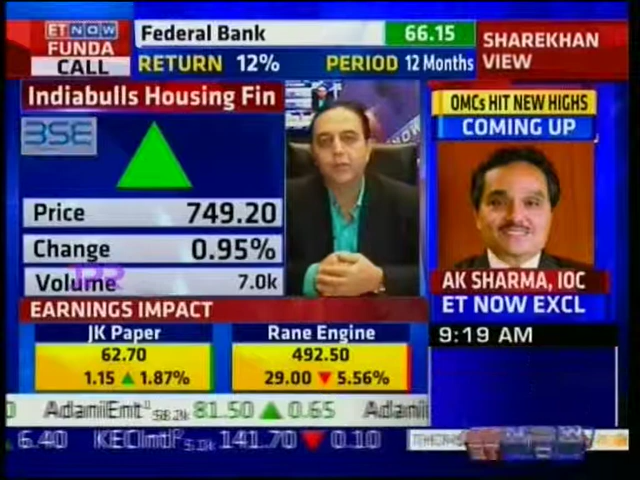 ET NOW
FUNDA
CALL
Federal Bank 66.15
RETURN 12% PERIOD 12 Months
SHAREKHAN
VIEW
Indiabulls Housing Fin
BSE
Price 749.20
Change 0.95%
Volume 7.0k
OMCs HIT NEW HIGHS
COMING UP
AK SHARMA, IOC
ET NOW EXCL
9:19 AM
EARNINGS IMPACT
JK Paper
62.70
1.15 1.87%
Rane Engine
492.50
29.00 5.56%
81.50 0.65
6.40 141.70 0.10